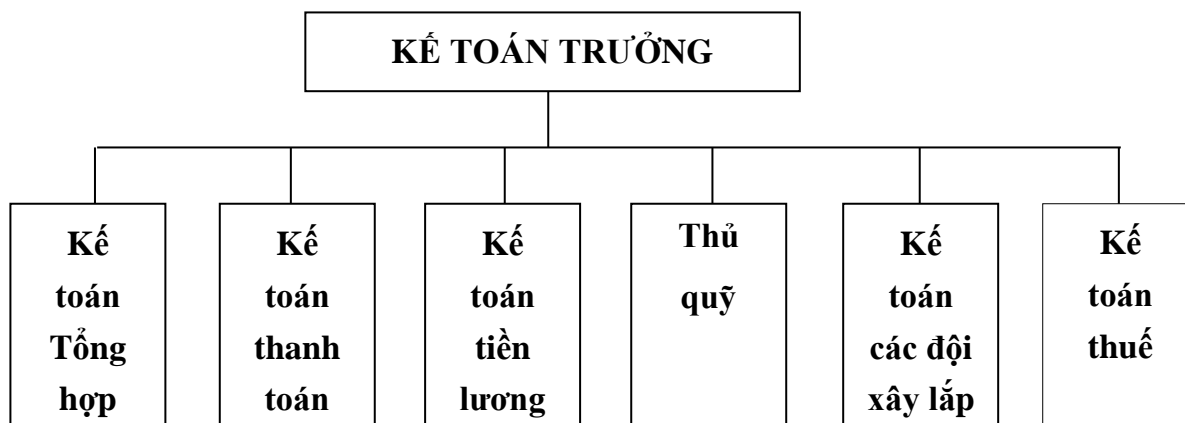 KẾ TOÁN TRƯỞNG
Kế
toán
Tổng
hợp
Kế
toán
thanh
toán
Kế
toán
tiền
lương
Thủ
quỹ
Kế
toán
các đội
xây lắp
Kế
toán
thuế